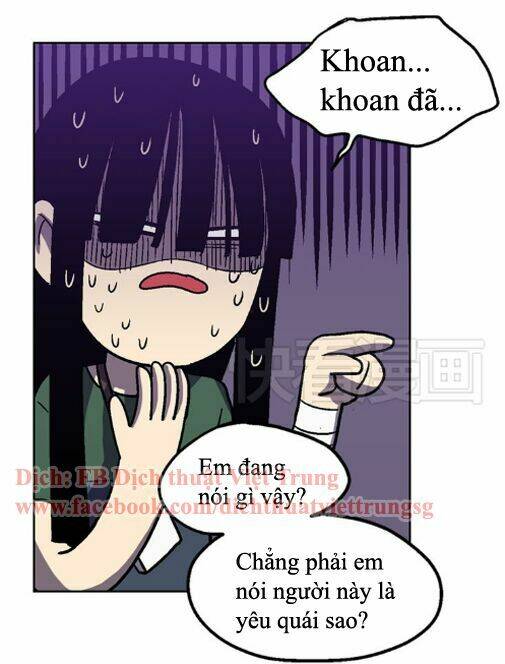 Khoan...
khoan đã...
快看漫画
Em đang
nói gì vậy?
Dịch: FB Dịch thuật Việt Trung
www.facebook.com/dichthuatviettrungsg
Chẳng phải em
nói người này là
yêu quái sao?